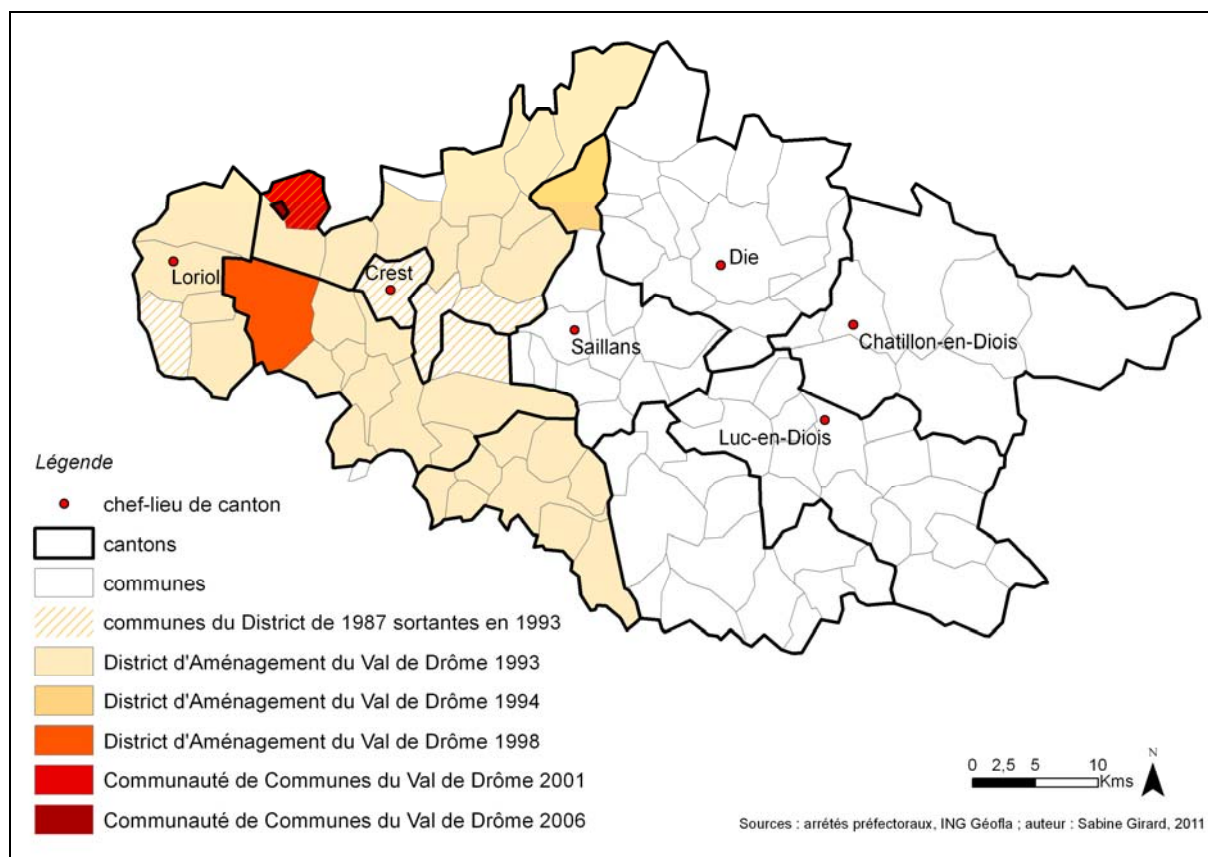 Loriol
Crest
Die
Saillans
Chatillon-en-Diois
Luc-en-Diois
Légende
chef-lieu de canton
cantons
communes
communes du District de 1987 sortantes en 1993
District d'Aménagement du Val de Drôme 1993
District d'Aménagement du Val de Drôme 1994
District d'Aménagement du Val de Drôme 1998
Communauté de Communes du Val de Drôme 2001
Communauté de Communes du Val de Drôme 2006
0 2,5 5 10
Kms
N
Sources : arrétés préfectoraux, ING Géofla ; auteur : Sabine Girard, 2011